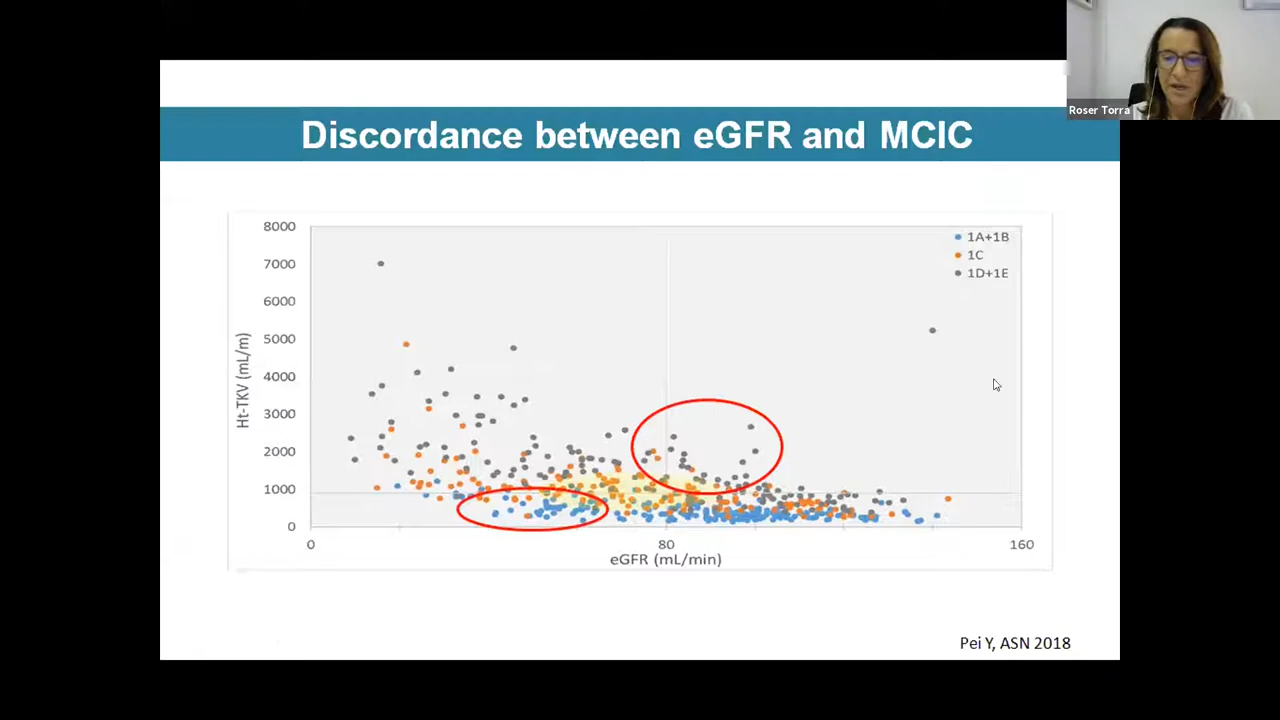 Roser Torra
Discordance between eGFR and MCIC
8000
7000
6000
5000
4000
3000
2000
1000
0
Ht-TKV (mL/m)
1A+1B
1C
1D+1E
0
80
160
eGFR (mL/min)
Pei Y, ASN 2018